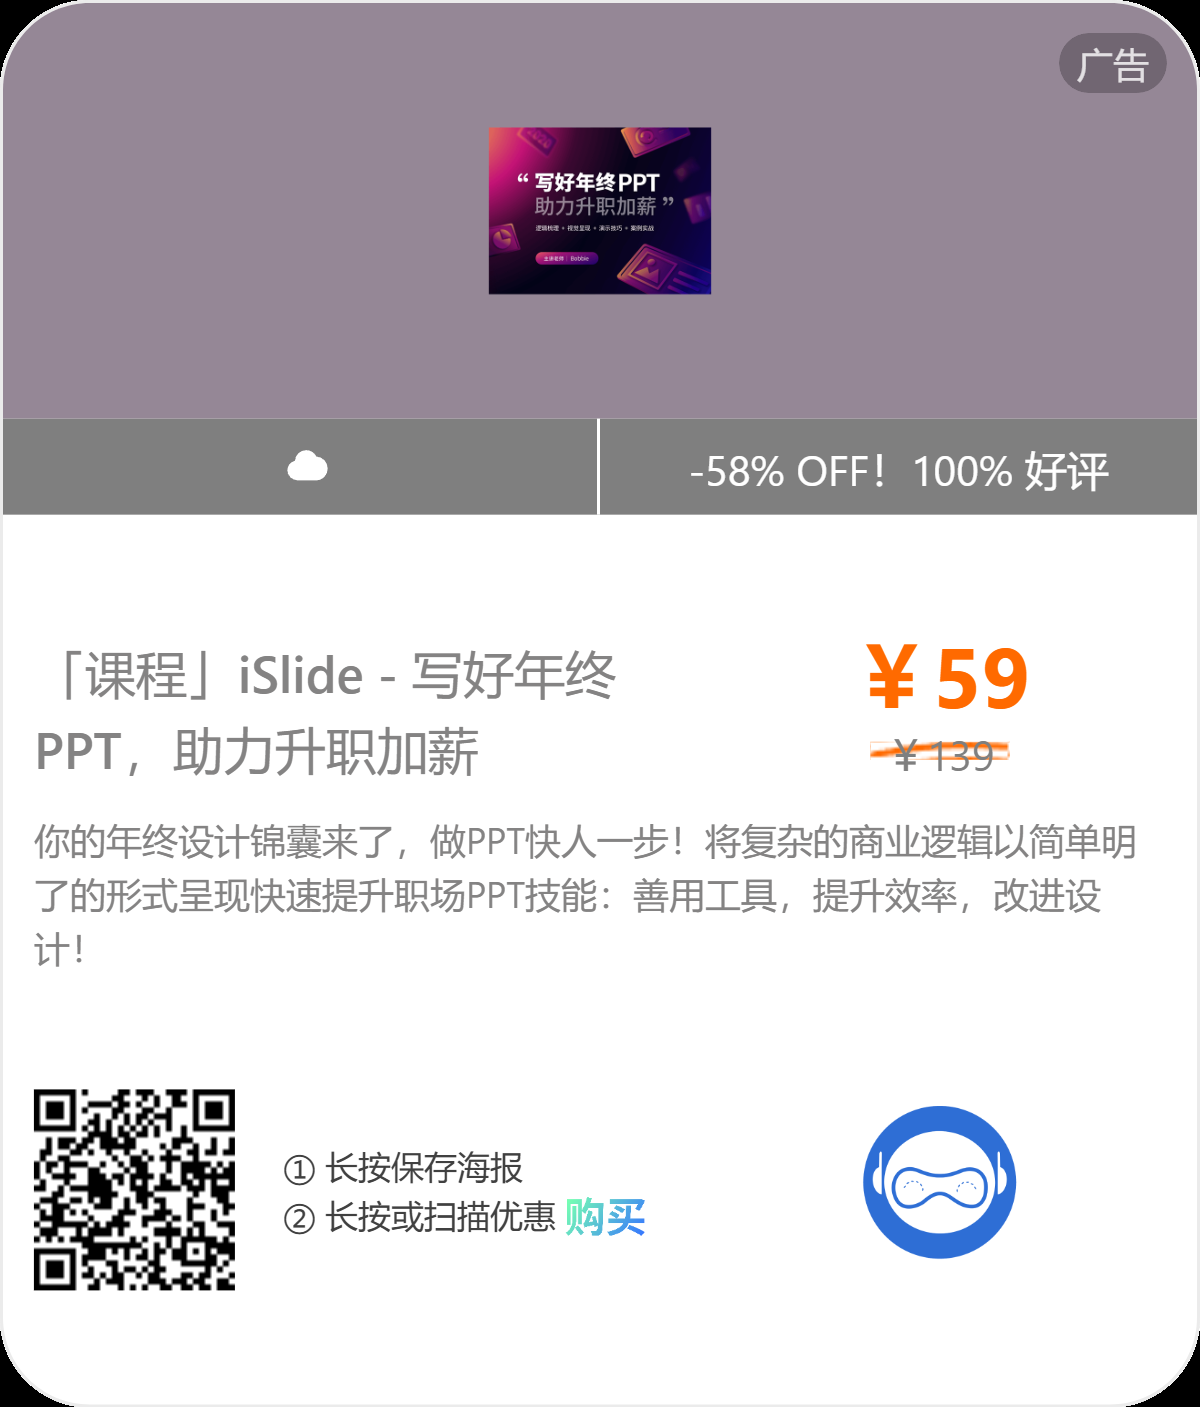 广告
“ 写好年终PPT
助力升职加薪 ”
逻辑梳理 + 视觉呈现 + 演示技巧 + 案例实战
主讲老师 | Bobbie
-58% OFF！100% 好评
「课程」iSlide - 写好年终
PPT，助力升职加薪
¥59
¥139
你的年终设计锦囊来了，做PPT快人一步！将复杂的商业逻辑以简单明
了的形式呈现快速提升职场PPT技能：善用工具，提升效率，改进设
计！
① 长按保存海报
② 长按或扫描优惠 购买